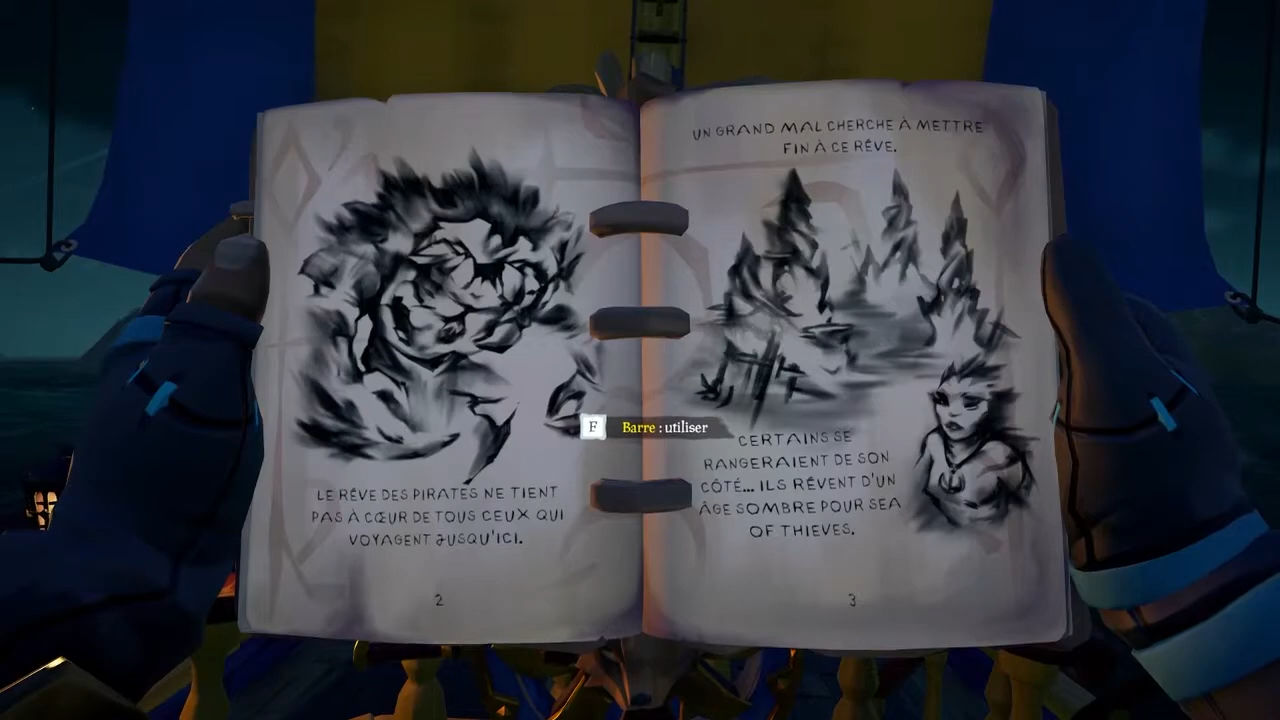 LE RÊVE DES PIRATES NE TIENT
PAS À CŒUR DE TOUS CEUX QUI
VOYAGENT JUSQU'ICI.
2
UN GRAND MAL CHERCHE À METTRE
FIN À CE RÊVE.
F Barre : utiliser
CERTAINS SE
RANGERAIENT DE SON
CÔTÉ... ILS RÊVENT D'UN
ÂGE SOMBRE POUR SEA
OF THIEVES.
3